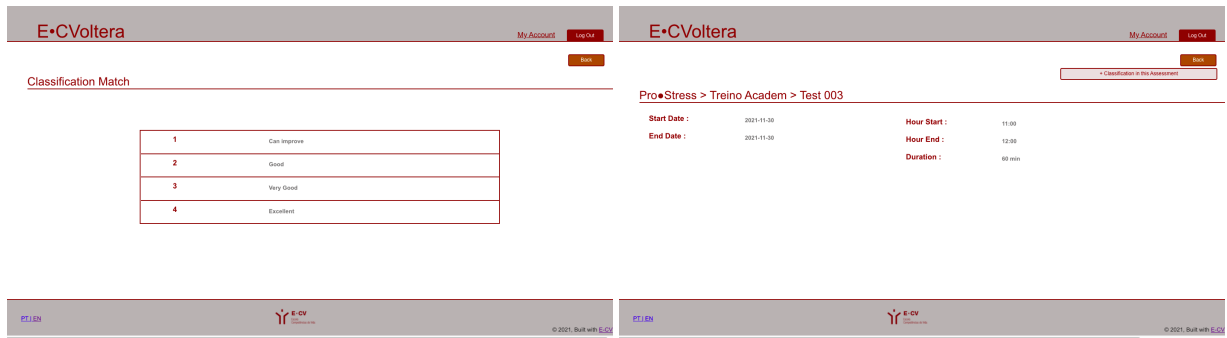 E•CVoltera
My Account
Log Out
Back
Classification Match
1 Can improve
2 Good
3 Very Good
4 Excellent
PT | EN
E·CV
© 2021, Built with E-CV
E•CVoltera
My Account
Log Out
Back
+ Classification in this Assessment
Pro●Stress > Treino Academ > Test 003
Start Date : 2021-11-30
End Date : 2021-11-30
Hour Start : 11:00
Hour End : 12:00
Duration : 60 min
PT | EN
E·CV
© 2021, Built with E-CV